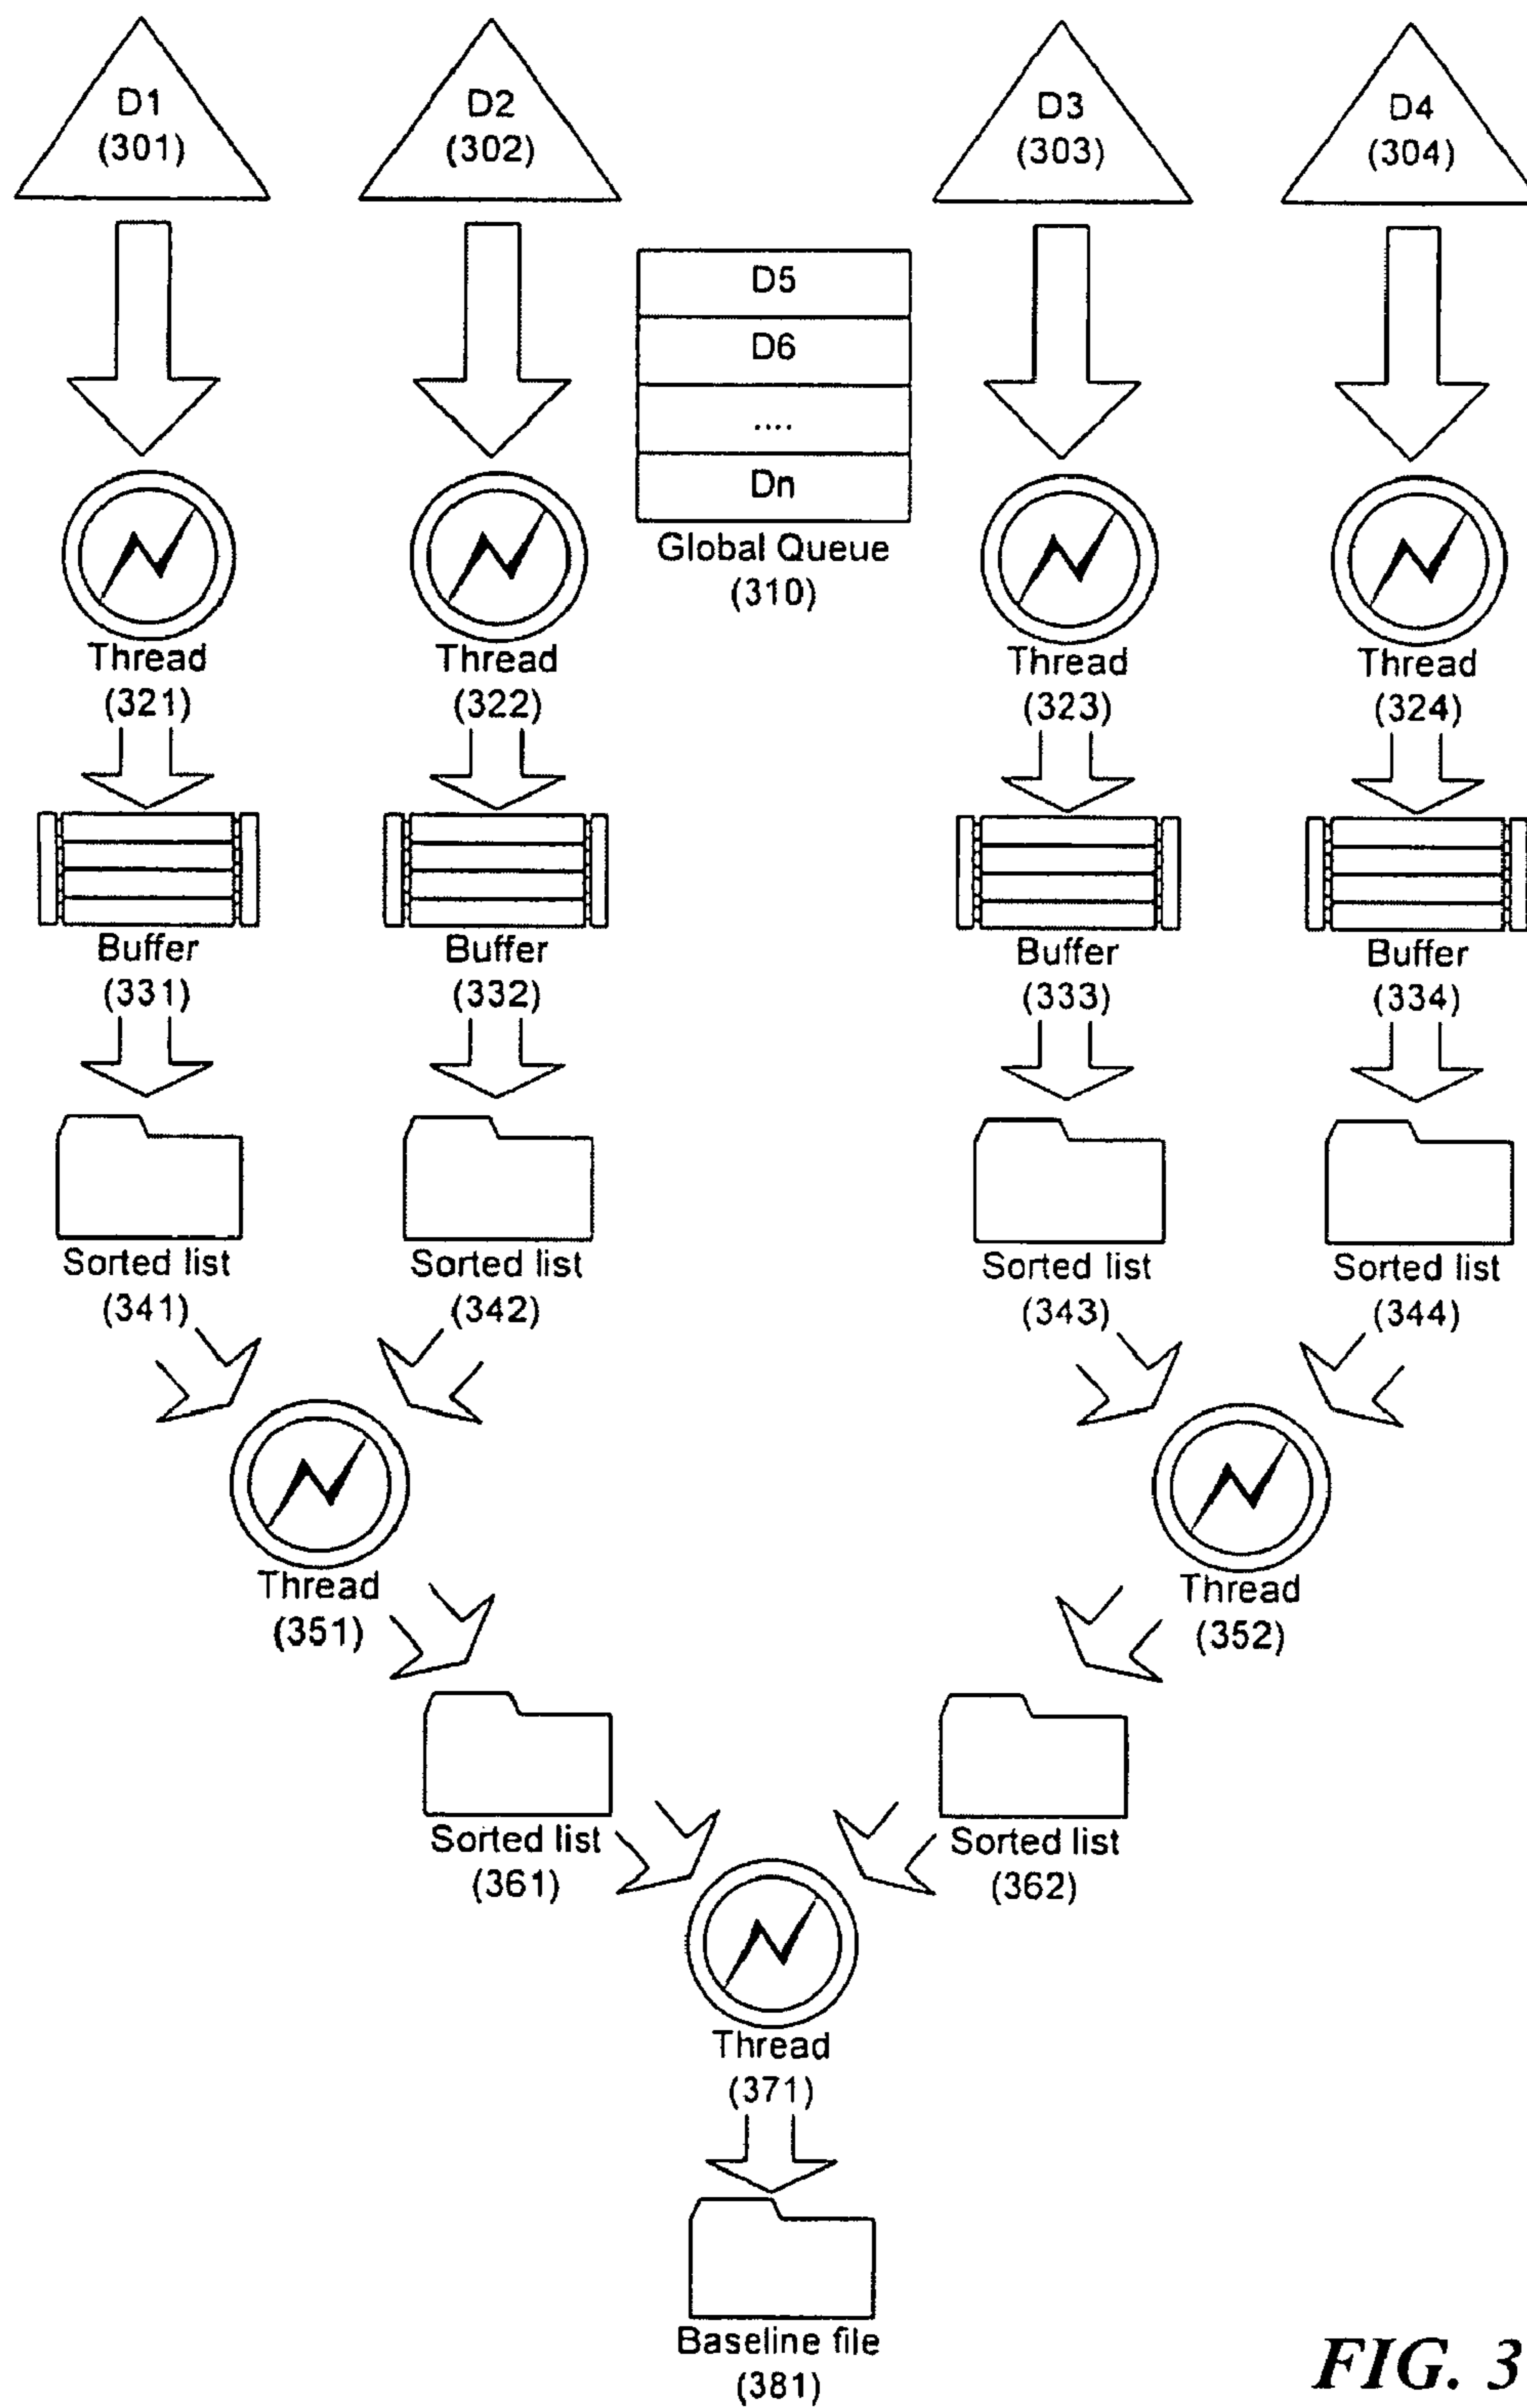 D1
(301)
D2
(302)
D3
(303)
D4
(304)
D5
D6
....
Dn
Global Queue
(310)
Thread
(321)
Thread
(322)
Thread
(323)
Thread
(324)
Buffer
(331)
Buffer
(332)
Buffer
(333)
Buffer
(334)
Sorted list
(341)
Sorted list
(342)
Sorted list
(343)
Sorted list
(344)
Thread
(351)
Thread
(352)
Sorted list
(361)
Sorted list
(362)
Thread
(371)
Baseline file
(381)
FIG. 3